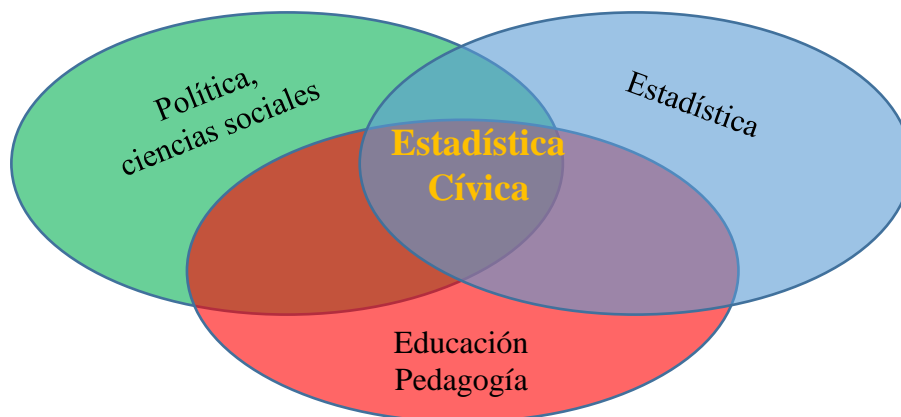 Política,
ciencias sociales
Estadística
Estadística
Cívica
Educación
Pedagogía